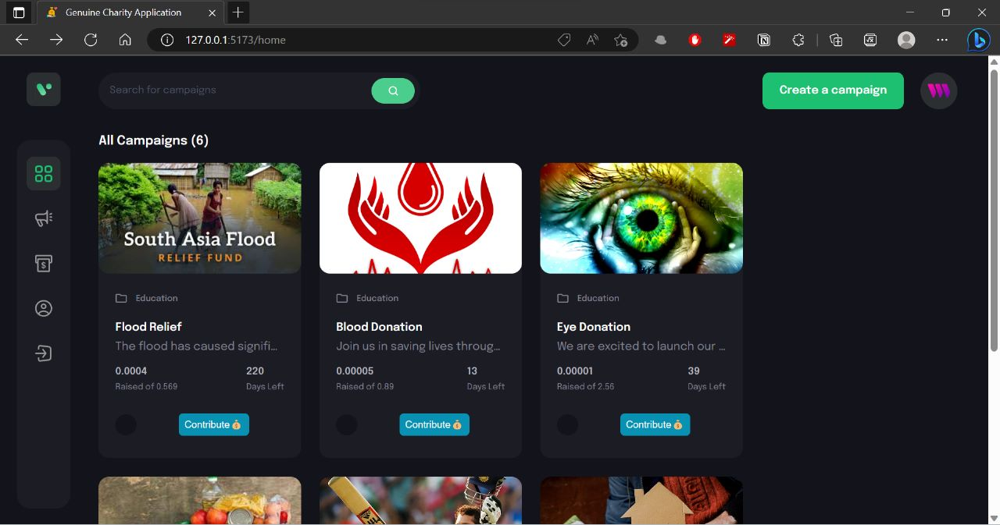 Genuine Charity Application
127.0.0.1:5173/home
Search for campaigns
Create a campaign
All Campaigns (6)
South Asia Flood
RELIEF FUND
Education
Flood Relief
The flood has caused signifi...
0.0004
220
Raised of 0.569
Days Left
Contribute
Education
Blood Donation
Join us in saving lives throug...
0.00005
13
Raised of 0.89
Days Left
Contribute
Education
Eye Donation
We are excited to launch our ...
0.00001
39
Raised of 2.56
Days Left
Contribute